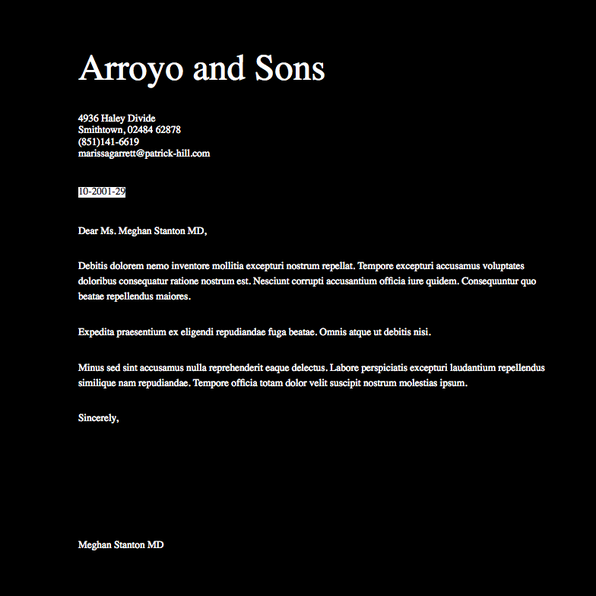 Arroyo and Sons
4936 Haley Divide
Smithtown, 02484 62878
(851)141-6619
marissagarrett@patrick-hill.com
10-2001-29
Dear Ms. Meghan Stanton MD,
Debitis dolorem nemo inventore mollitia excepturi nostrum repellat. Tempore excepturi accusamus voluptates
doloribus consequatur ratione nostrum est. Nesciunt corrupti accusantium officia iure quidem. Consequuntur quo
beatae repellendus maiores.
Expedita praesentium ex eligendi repudiandae fuga beatae. Omnis atque ut debitis nisi.
Minus sed sint accusamus nulla reprehenderit eaque delectus. Labore perspiciatis excepturi laudantium repellendus
similique nam repudiandae. Tempore officia totam dolor velit suscipit nostrum molestias ipsum.
Sincerely,
Meghan Stanton MD